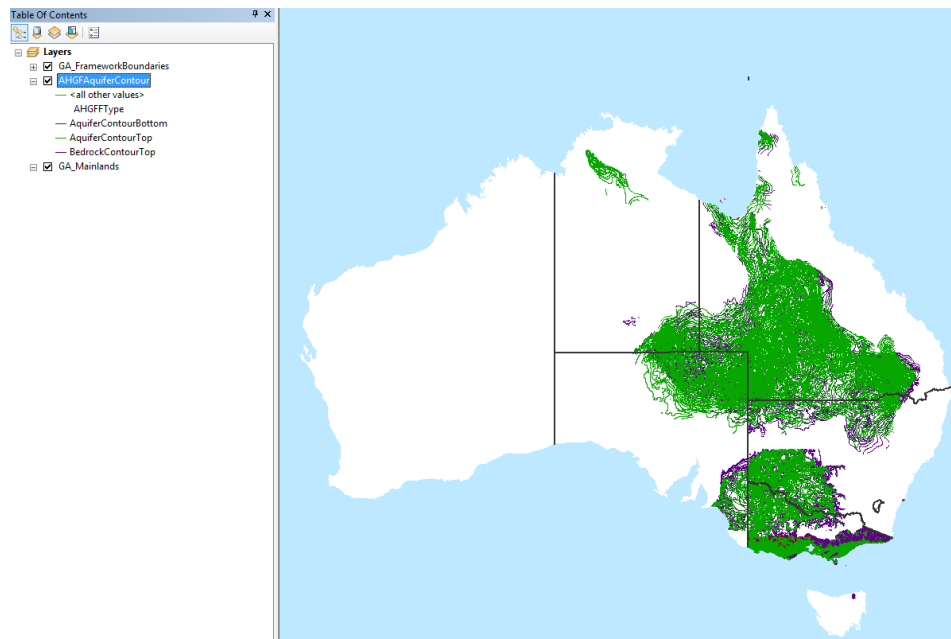 Table Of Contents
Layers
GA_FrameworkBoundaries
AHGFAquiferContour
<all other values>
AHGFFType
AquiferContourBottom
AquiferContourTop
BedrockContourTop
GA_Mainlands